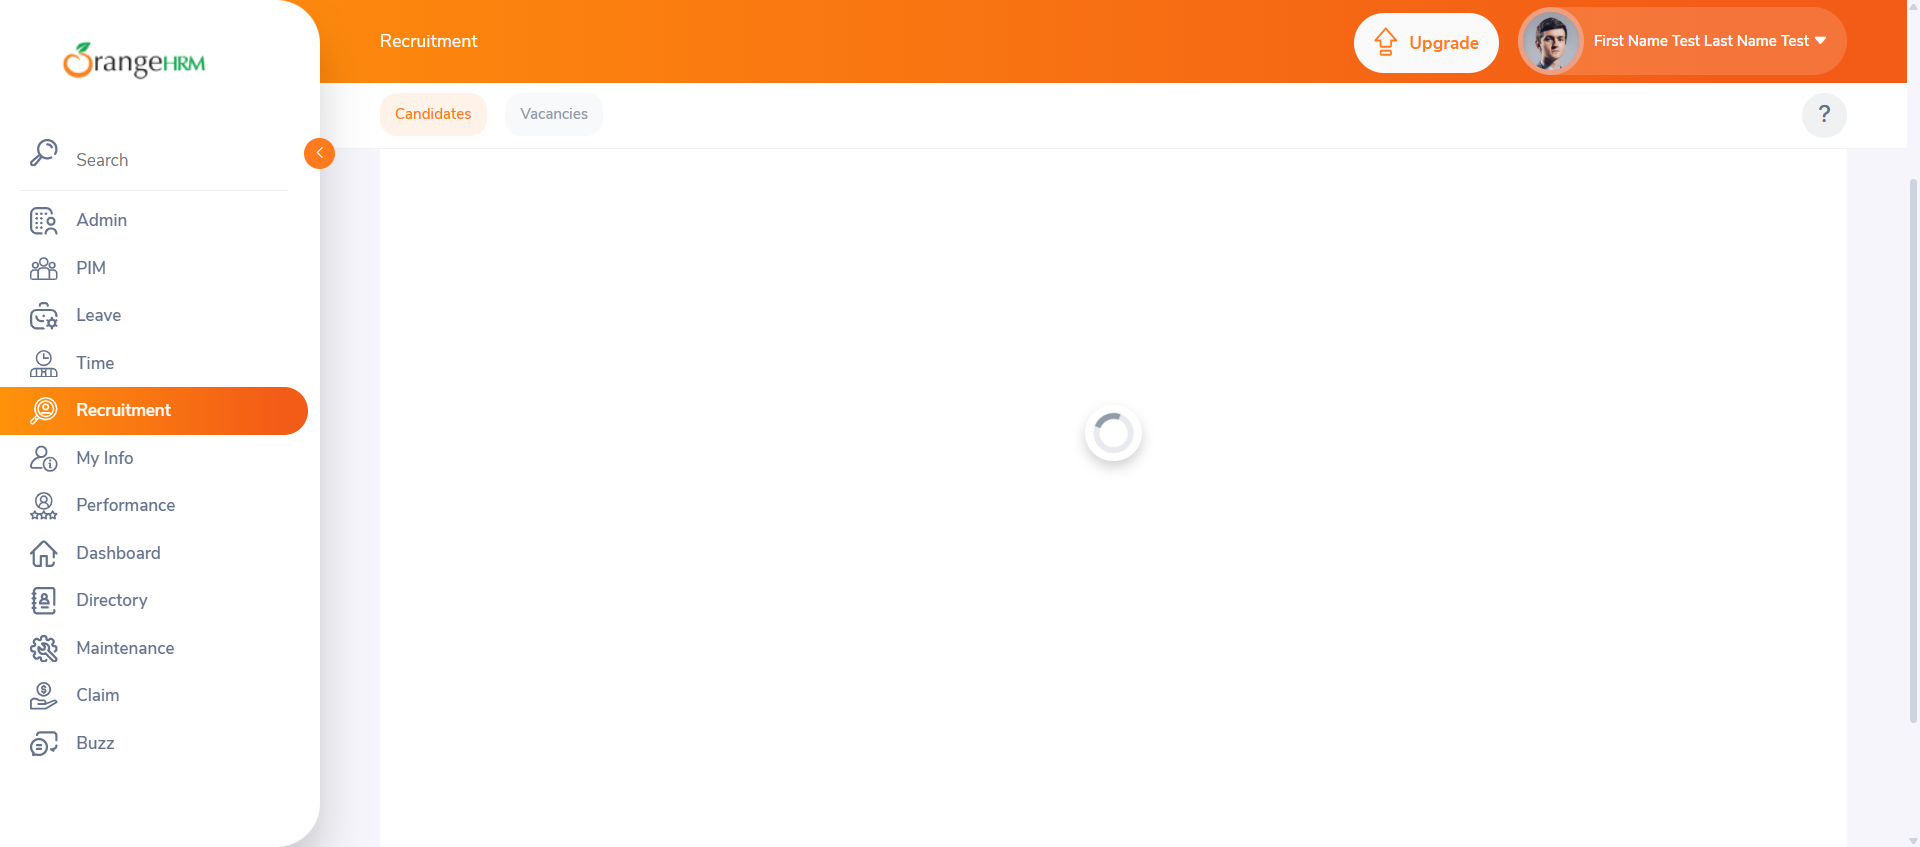 OrangeHRM
Recruitment
Upgrade
First Name Test Last Name Test
Candidates
Vacancies
?
Search
Admin
PIM
Leave
Time
Recruitment
My Info
Performance
Dashboard
Directory
Maintenance
Claim
Buzz